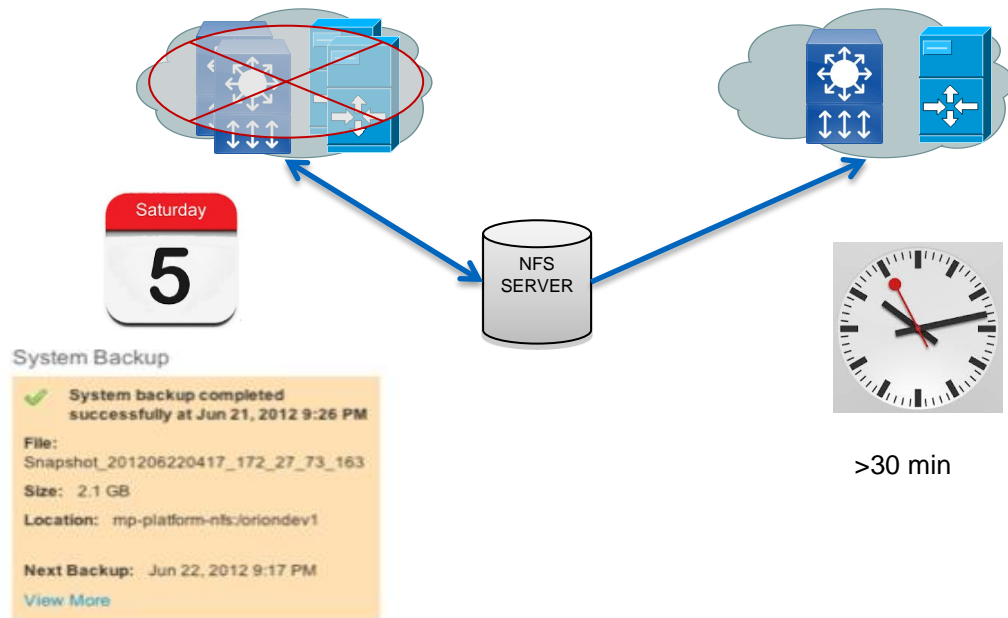 Saturday
5
NFS
SERVER
System Backup
System backup completed
successfully at Jun 21, 2012 9:26 PM
File:
Snapshot_201206220417_172_27_73_163
Size: 2.1 GB
Location: mp-platform-nfs:/oriondev1
Next Backup: Jun 22, 2012 9:17 PM
View More
>30 min